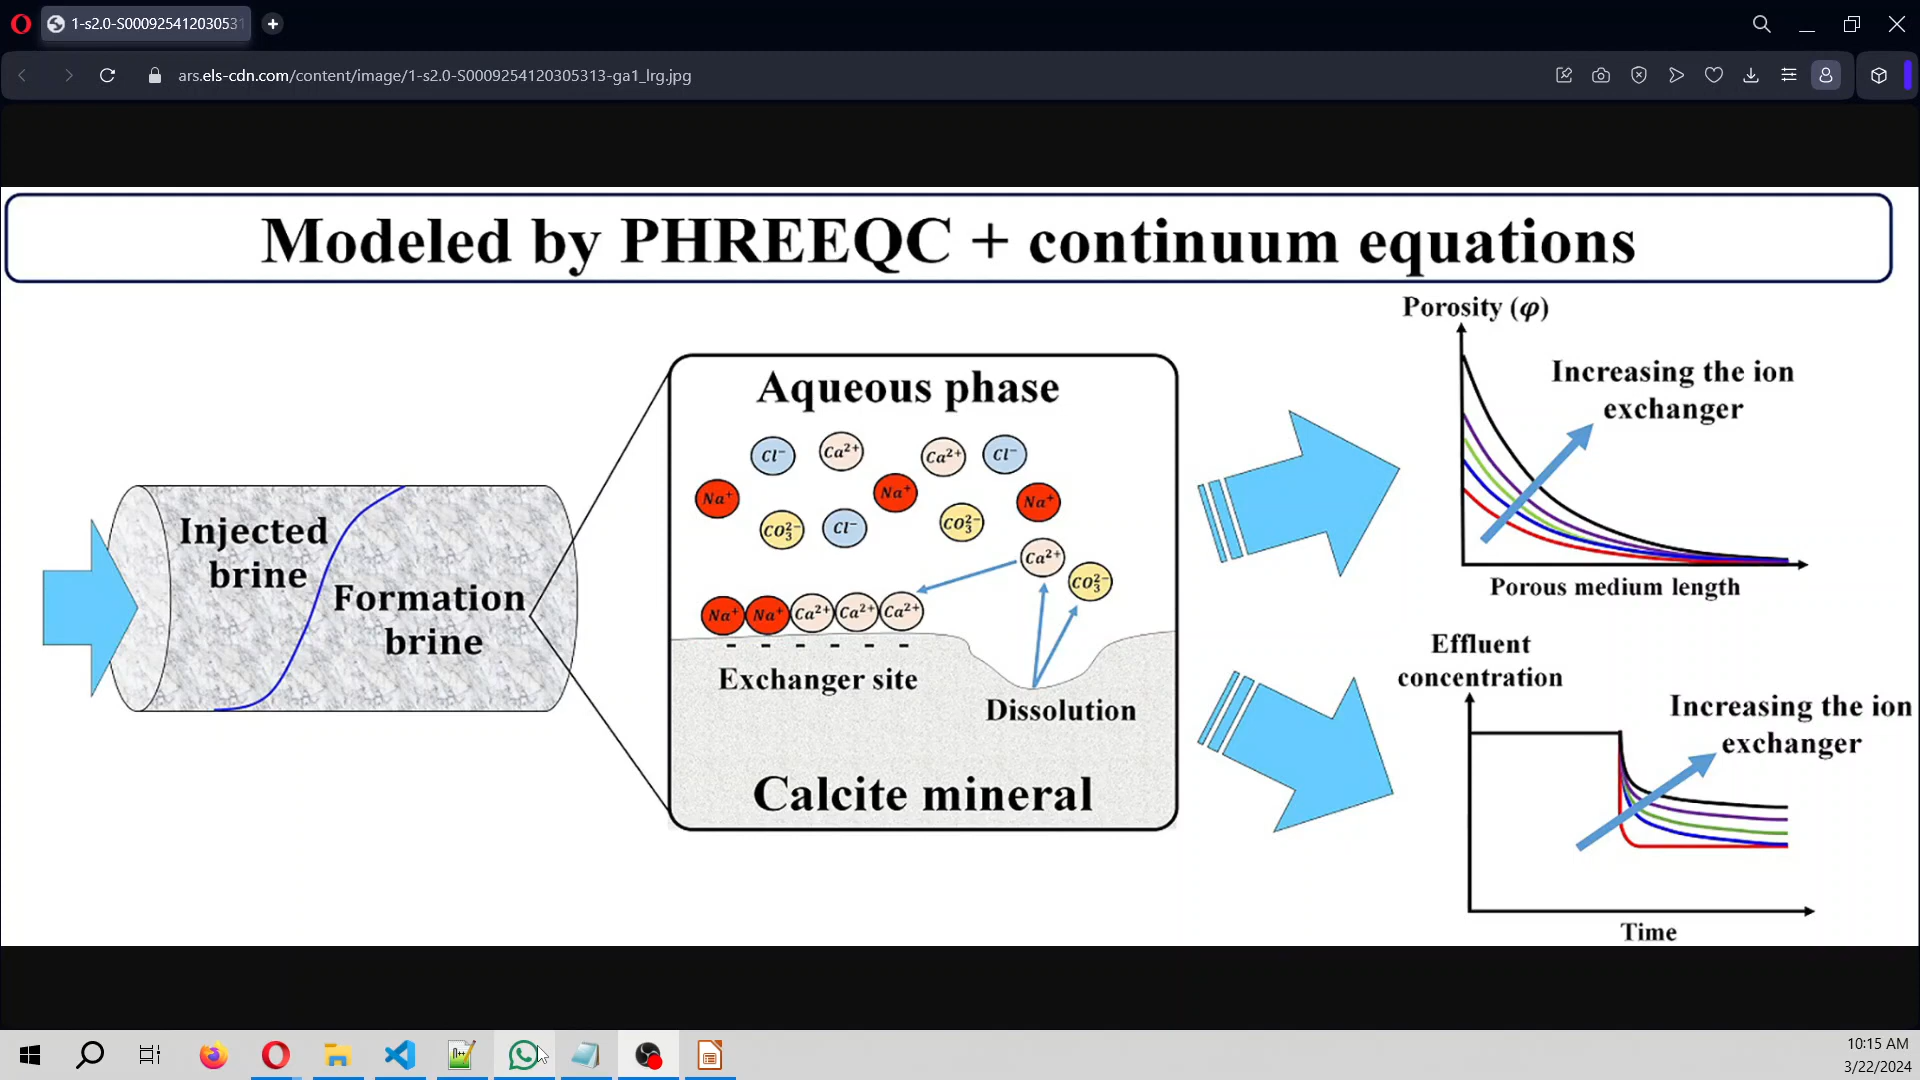 1-s2.0-S00092541203053
ars.els-cdn.com/content/image/1-s2.0-S0009254120305313-ga1_lrg.jpg
Modeled by PHREEQC + continuum equations
Injected
brine
Formation
brine
Aqueous phase
Cl⁻ Ca²⁺ Ca²⁺ Cl⁻
Na⁺ Na⁺ Na⁺
CO₃²⁻ Cl⁻ CO₃²⁻
Ca²⁺
CO₃²⁻
Na⁺ Na⁺ Ca²⁺ Ca²⁺ Ca²⁺
- - - - - -
Exchanger site
Dissolution
Calcite mineral
Porosity (φ)
Increasing the ion
exchanger
Porous medium length
Effluent
concentration
Increasing the ion
exchanger
Time
10:15 AM
3/22/2024